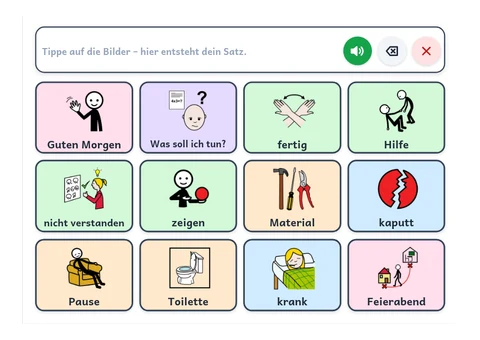 Tippe auf die Bilder – hier entsteht dein Satz.
Guten Morgen
Was soll ich tun?
fertig
Hilfe
nicht verstanden
zeigen
Material
kaputt
Pause
Toilette
krank
Feierabend